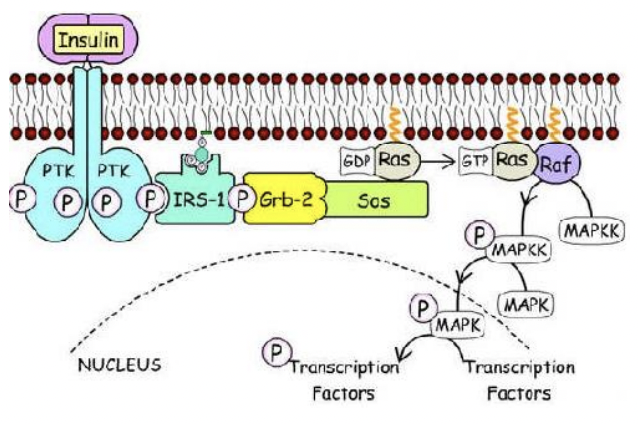 Insulin
PTK PTK
P P P P IRS-1 P Grb-2 Sos
GDP Ras GTP Ras Raf
MAPKK
P MAPKK
MAPK
P MAPK
NUCLEUS
P Transcription Factors
Transcription Factors